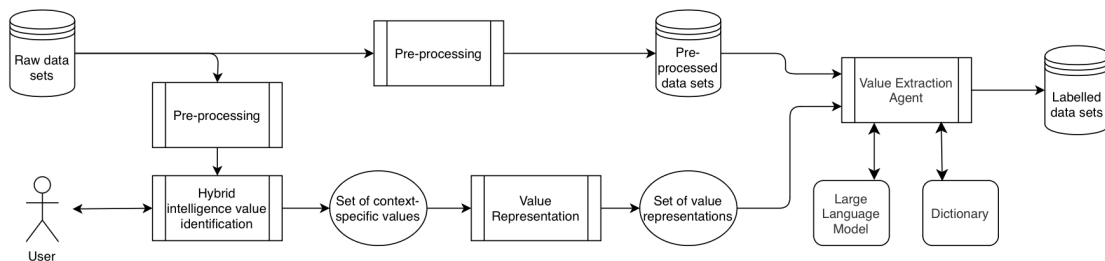 Raw data
sets
Pre-processing
Pre-
processed
data sets
Value Extraction
Agent
Labelled
data sets
Pre-processing
User
Hybrid
intelligence value
identification
Set of context-
specific values
Value
Representation
Set of value
representations
Large
Language
Model
Dictionary